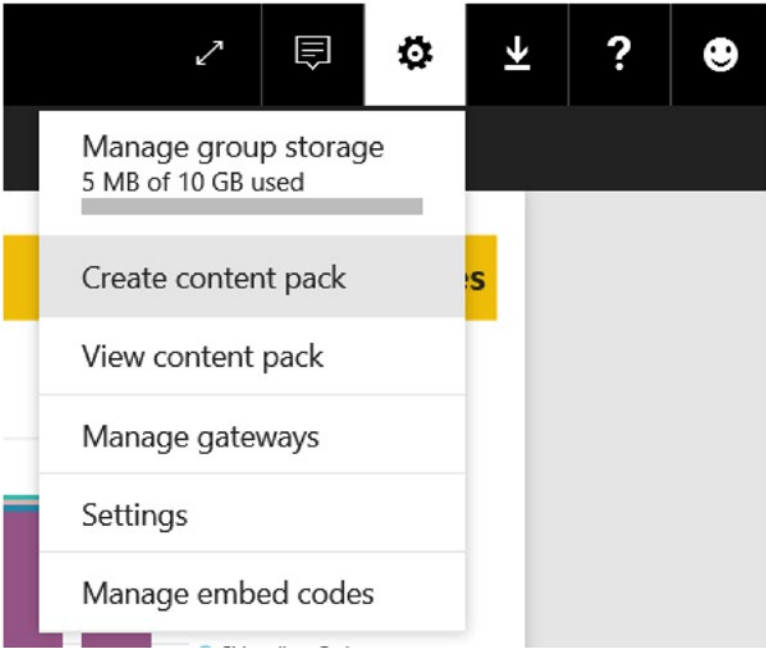 ?
Manage group storage
5 MB of 10 GB used
Create content pack
View content pack
Manage gateways
Settings
Manage embed codes